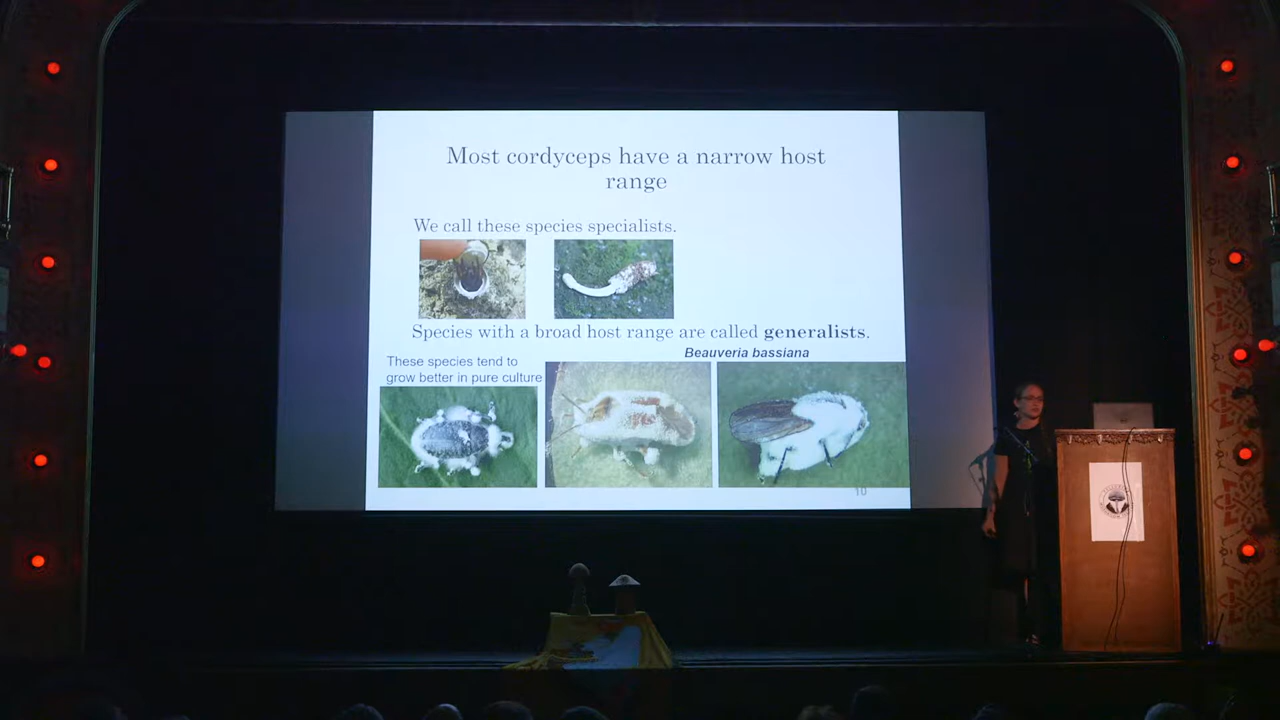 Most cordyceps have a narrow host
range
We call these species specialists.
Species with a broad host range are called generalists.
Beauveria bassiana
These species tend to
grow better in pure culture
10